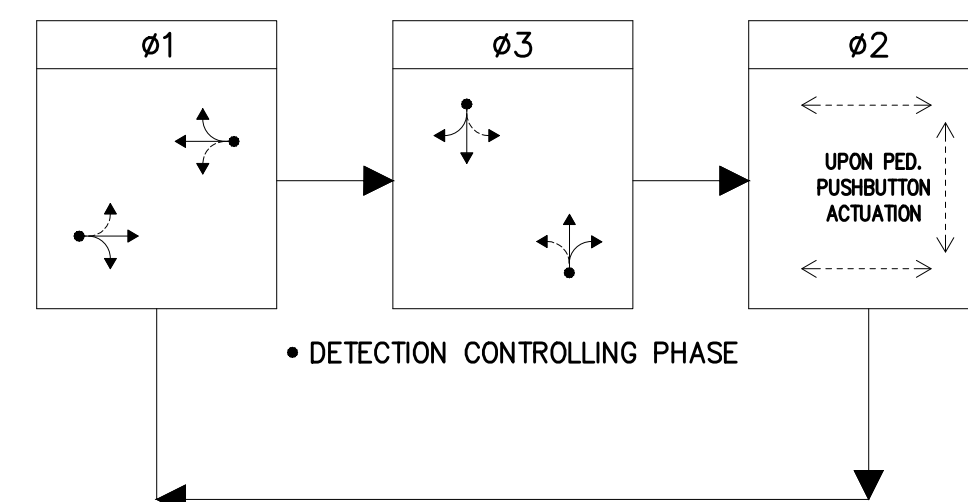 ø1
ø3
ø2
UPON PED.
PUSHBUTTON
ACTUATION
• DETECTION CONTROLLING PHASE